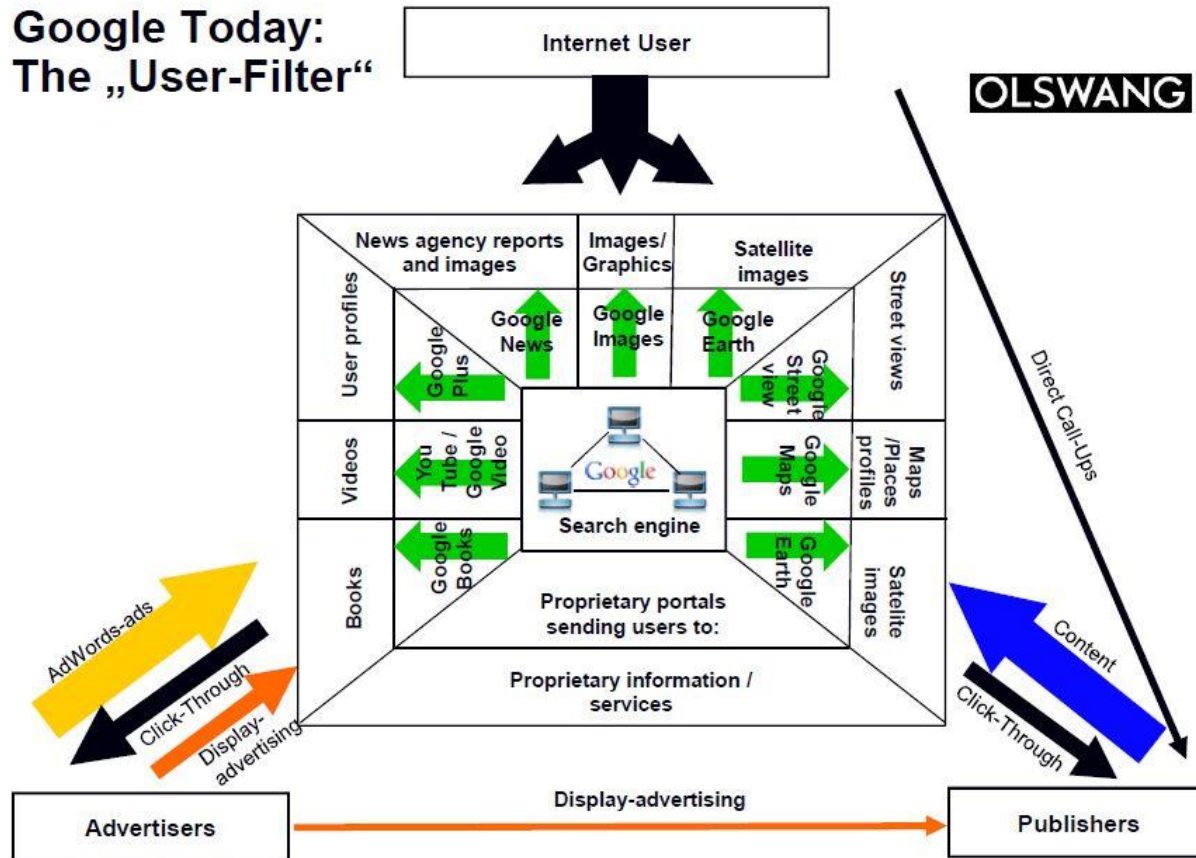 Google Today:
The „User-Filter“
Internet User
OLSWANG
News agency reports
and images
Images/
Graphics
Satellite
images
User profiles
Street views
Google
News
Google
Images
Google
Earth
Google
Plus
Google
Street
view
Direct Call-Ups
Videos
You
Tube /
Google
Video
Google
Search engine
Google
Maps
Maps
/Places
profiles
Books
Google
Books
Google
Earth
Satelite
images
Proprietary portals
sending users to:
Proprietary information /
services
AdWords-ads
Click-Through
Display-
advertising
Content
Click-Through
Advertisers
Display-advertising
Publishers